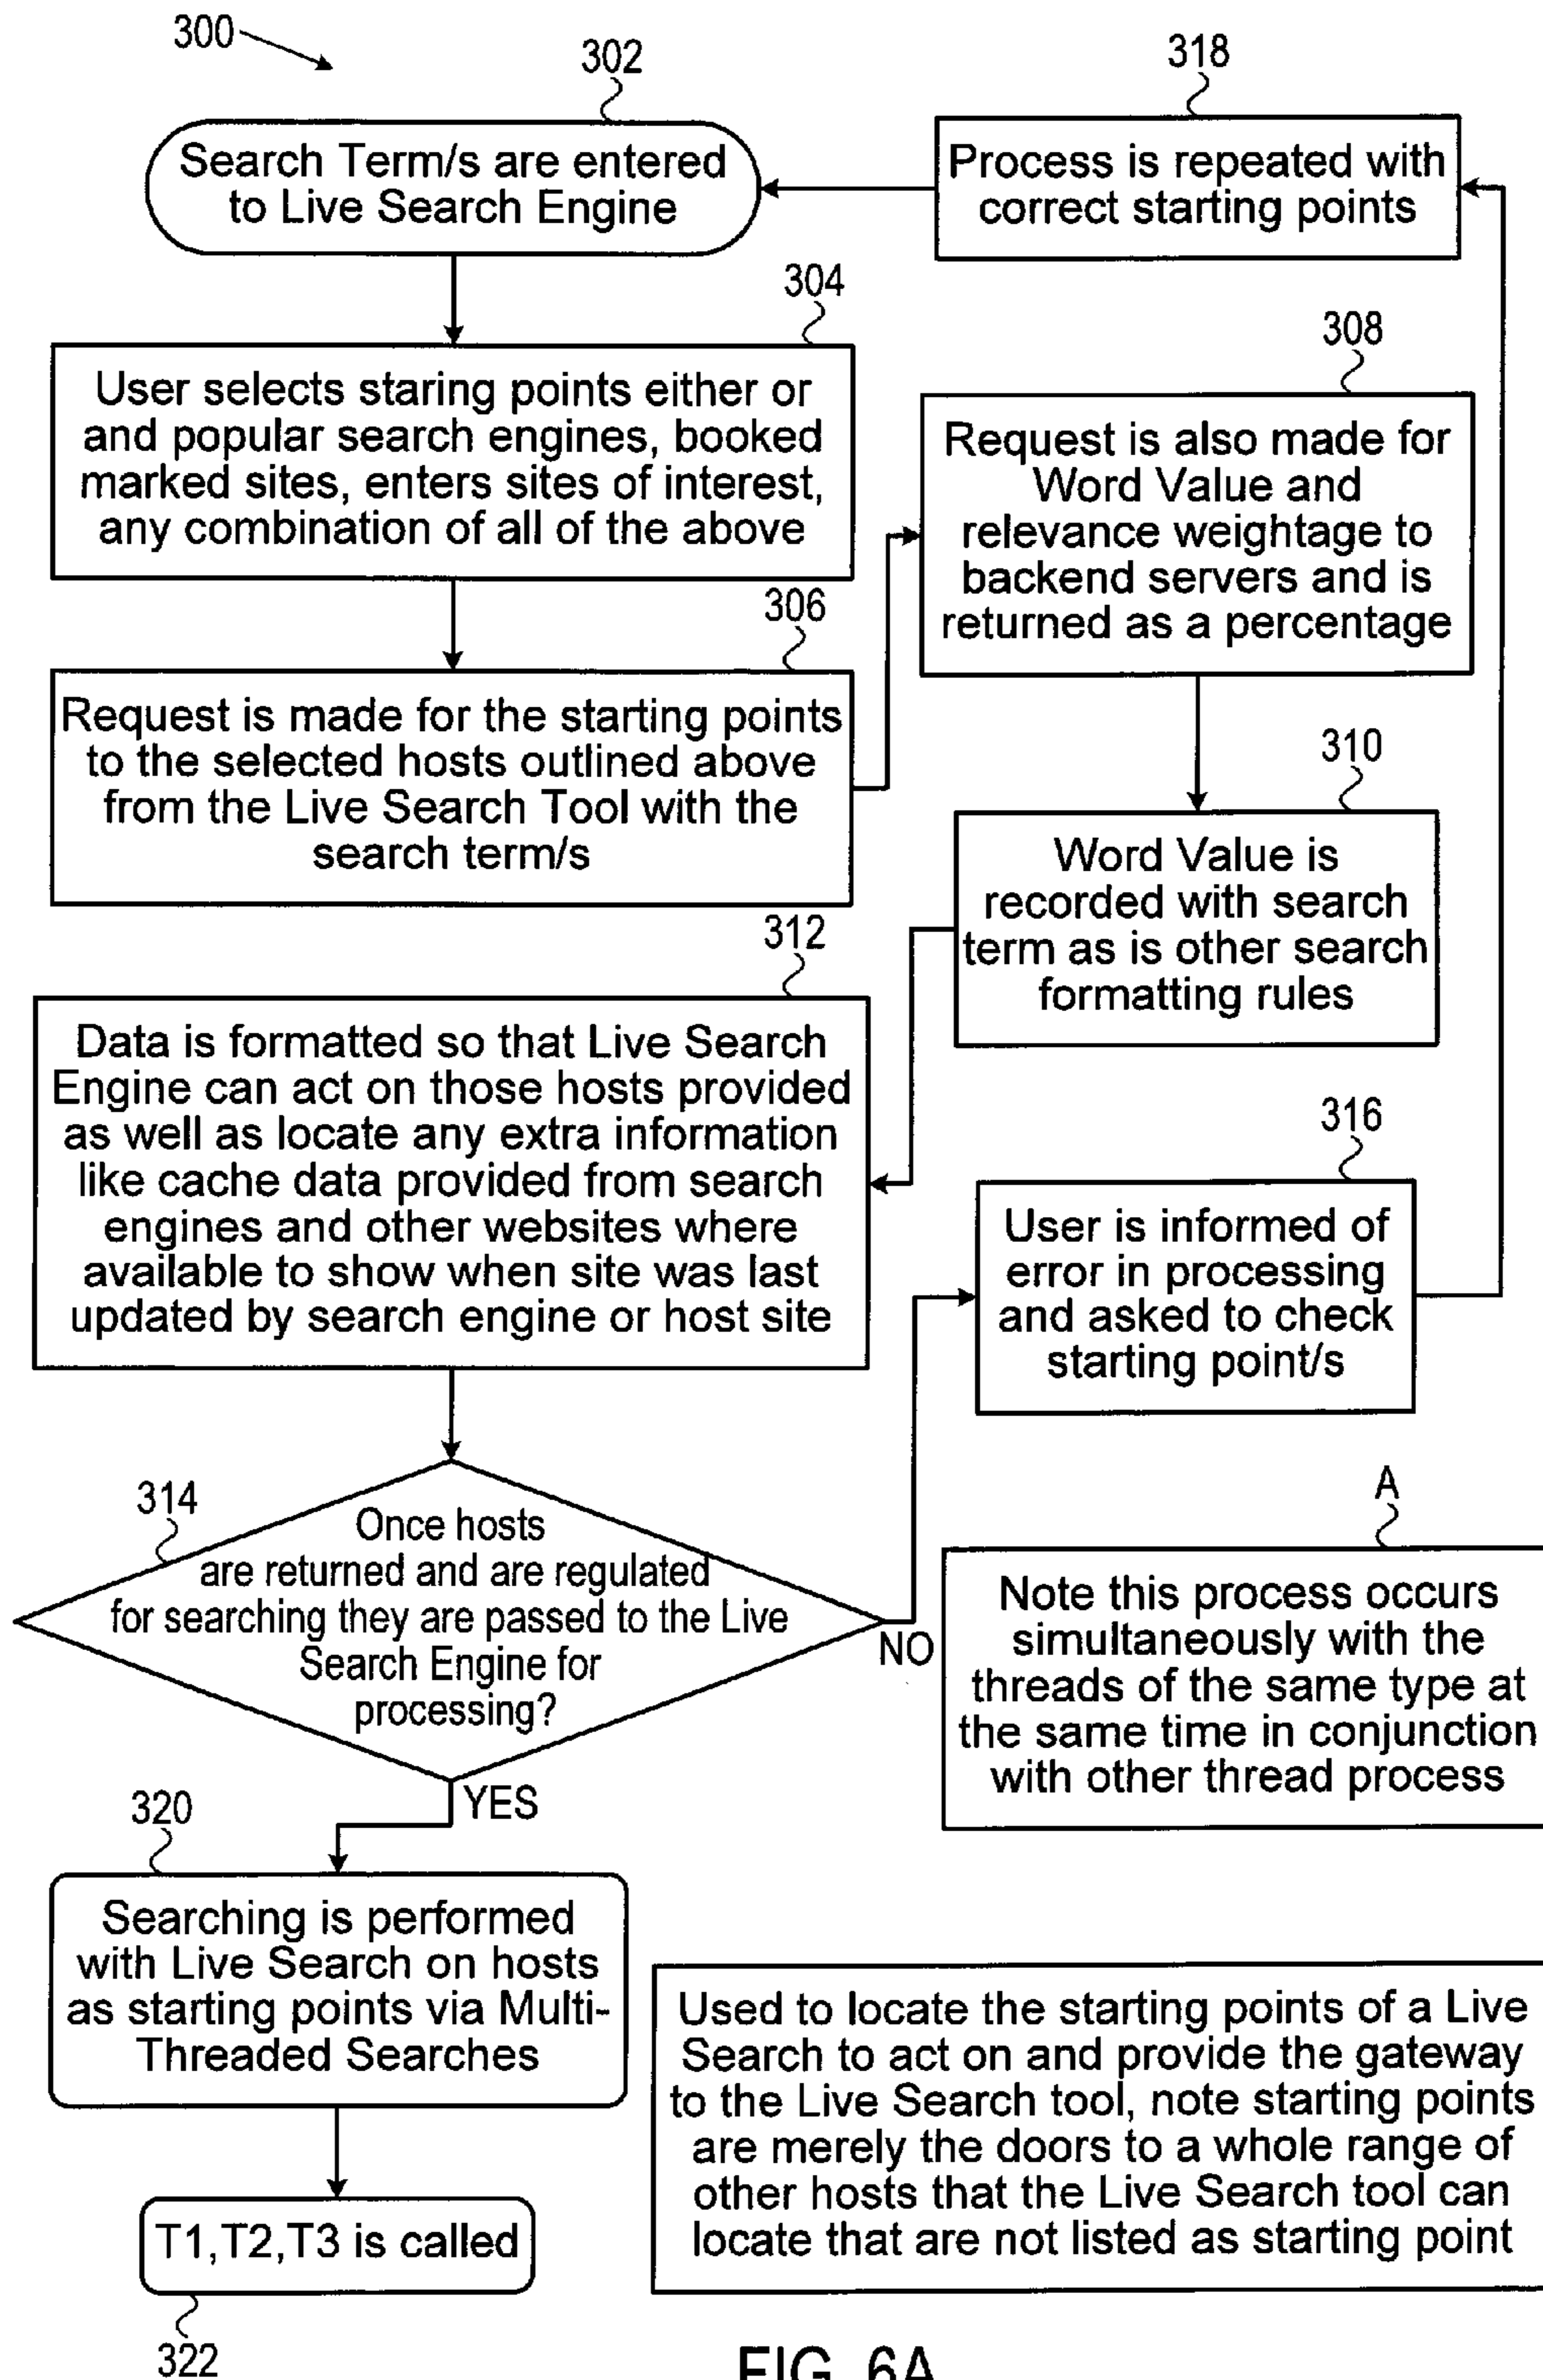 300
302
Search Term/s are entered
to Live Search Engine
318
Process is repeated with
correct starting points
304
User selects staring points either or
and popular search engines, booked
marked sites, enters sites of interest,
any combination of all of the above
308
Request is also made for
Word Value and
relevance weightage to
backend servers and is
returned as a percentage
306
Request is made for the starting points
to the selected hosts outlined above
from the Live Search Tool with the
search term/s
310
Word Value is
recorded with search
term as is other search
formatting rules
312
Data is formatted so that Live Search
Engine can act on those hosts provided
as well as locate any extra information
like cache data provided from search
engines and other websites where
available to show when site was last
updated by search engine or host site
316
User is informed of
error in processing
and asked to check
starting point/s
314
Once hosts
are returned and are regulated
for searching they are passed to the Live
Search Engine for
processing?
NO
YES
A
Note this process occurs
simultaneously with the
threads of the same type at
the same time in conjunction
with other thread process
320
Searching is performed
with Live Search on hosts
as starting points via Multi-
Threaded Searches
Used to locate the starting points of a Live
Search to act on and provide the gateway
to the Live Search tool, note starting points
are merely the doors to a whole range of
other hosts that the Live Search tool can
locate that are not listed as starting point
T1,T2,T3 is called
322
FIG. 6A